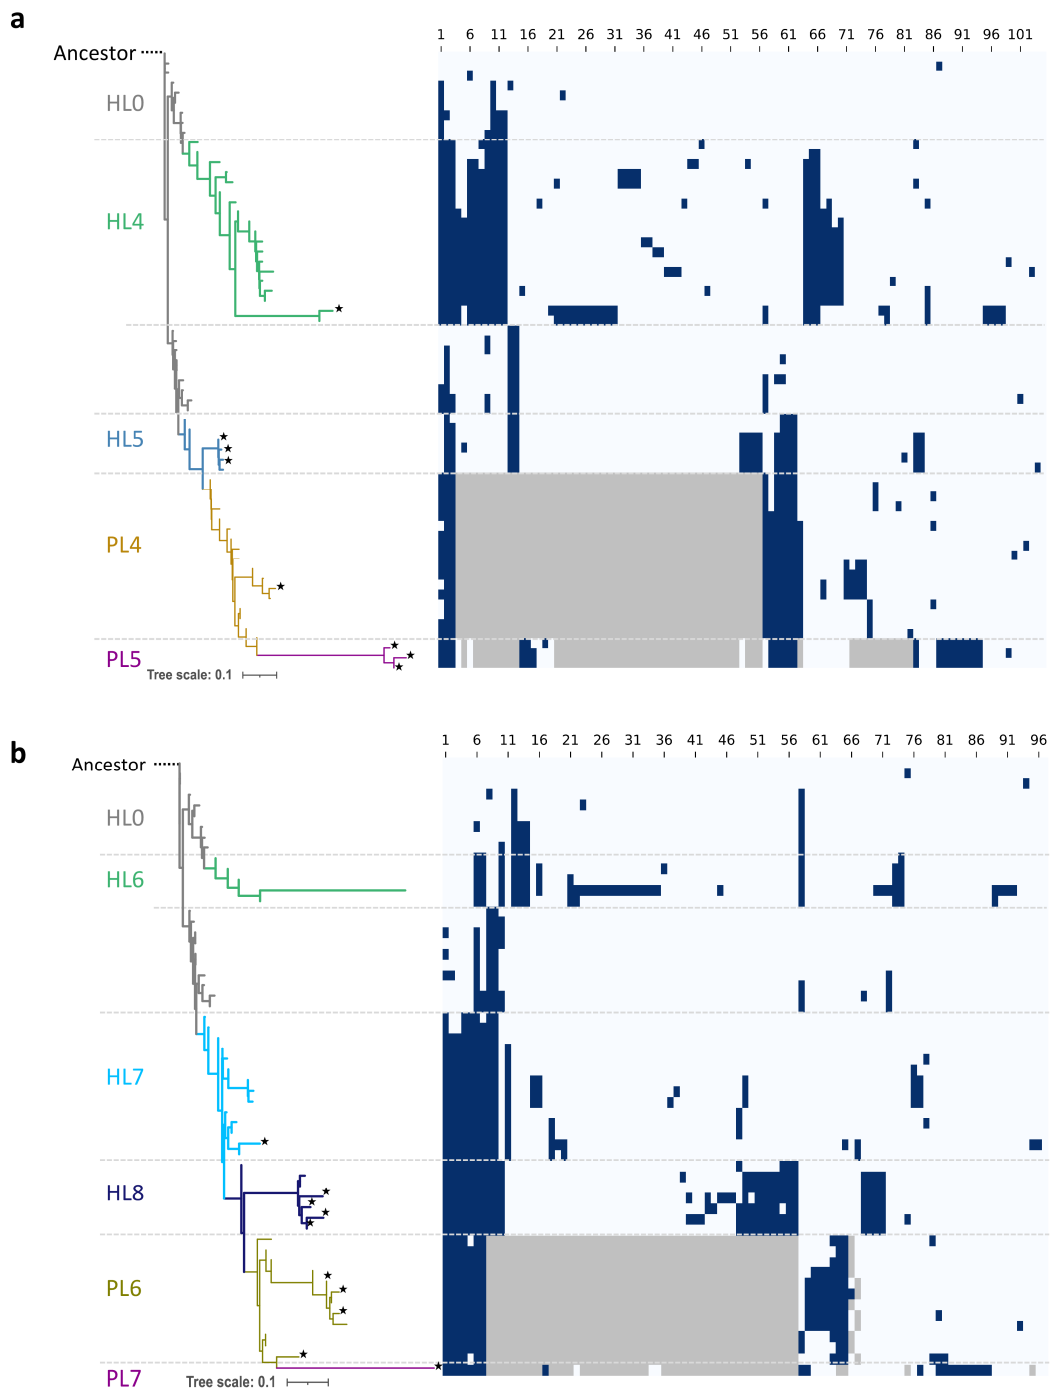 a
1 6 11 16 21 26 31 36 41 46 51 56 61 66 71 76 81 86 91 96 101
Ancestor
HL0
HL4
HL5
PL4
PL5
Tree scale: 0.1
b
1 6 11 16 21 26 31 36 41 46 51 56 61 66 71 76 81 86 91 96
Ancestor
HL0
HL6
HL7
HL8
PL6
PL7
Tree scale: 0.1